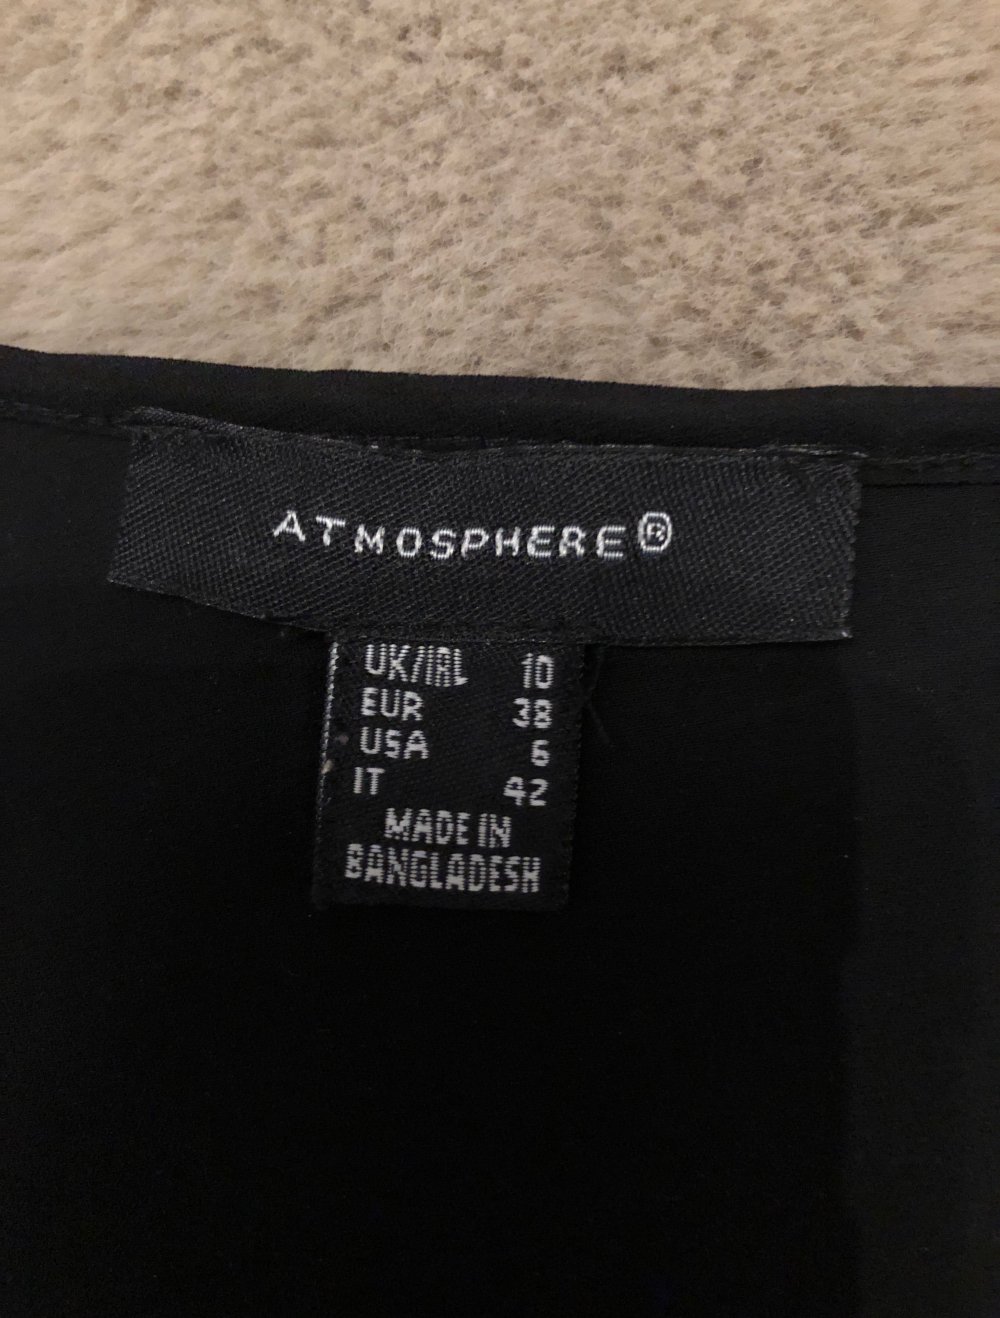 ATMOSPHERE®
UK/IRL 10
EUR 38
USA 6
IT 42
MADE IN
BANGLADESH